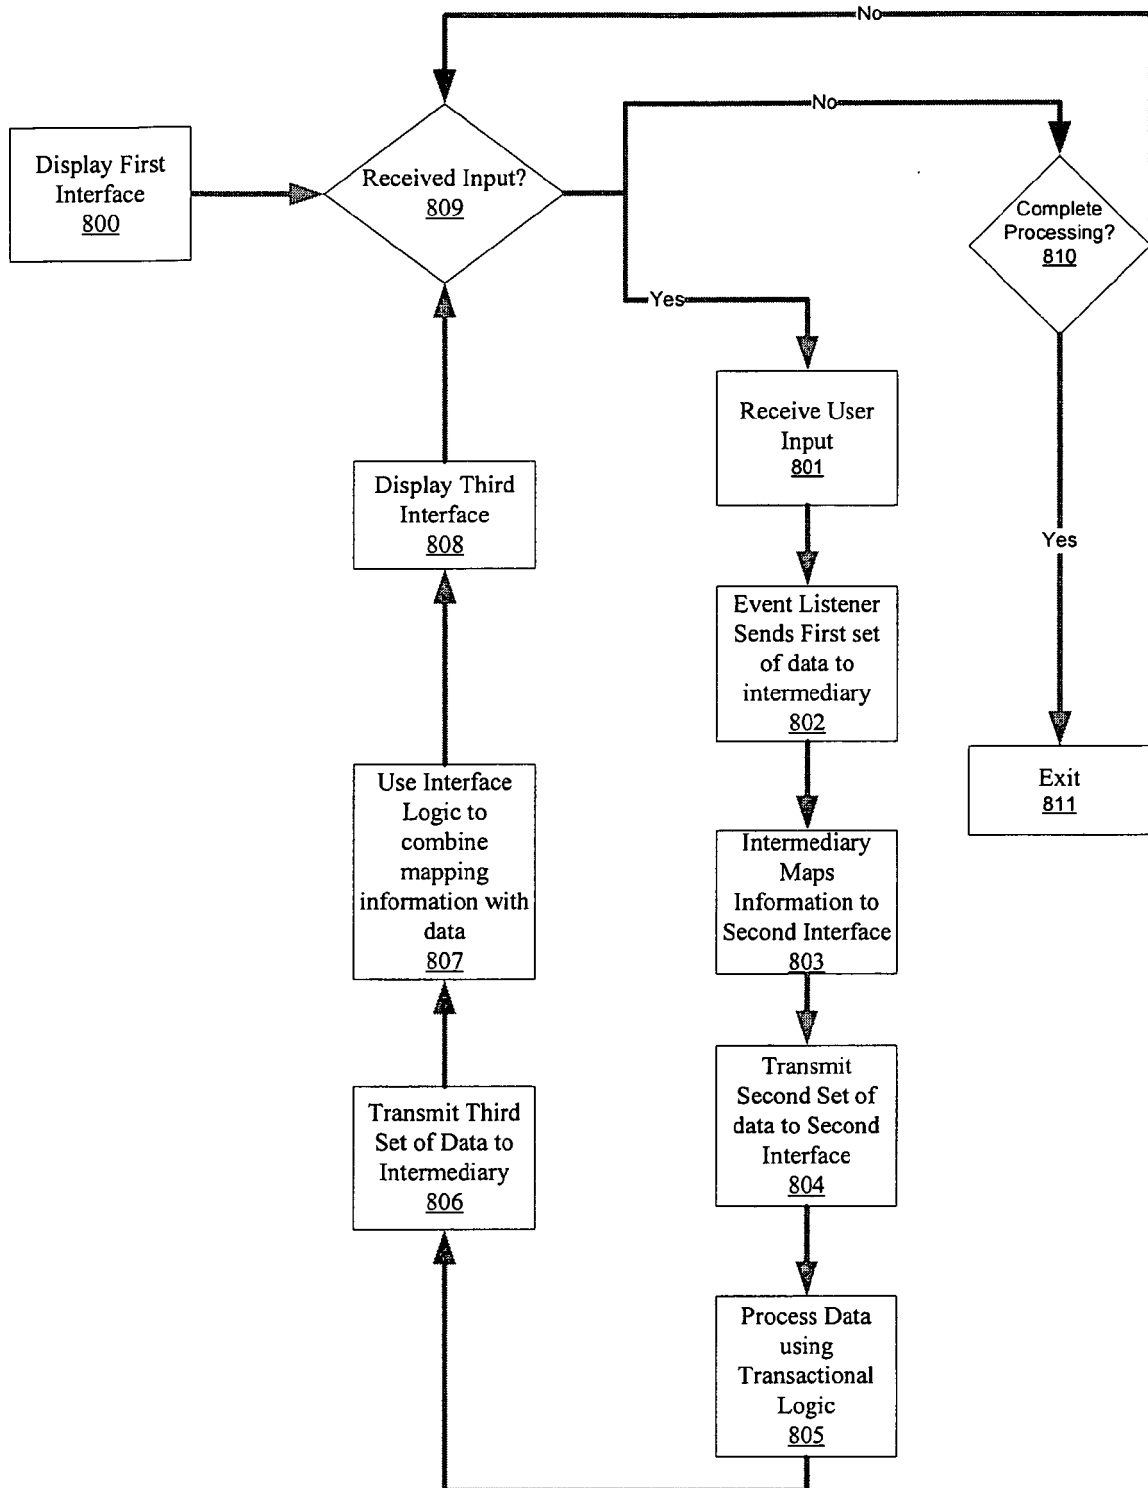 No
Display First
Interface
800
Received Input?
809
No
Complete
Processing?
810
Yes
Receive User
Input
801
Display Third
Interface
808
Yes
Event Listener
Sends First set
of data to
intermediary
802
Use Interface
Logic to
combine
mapping
information with
data
807
Exit
811
Intermediary
Maps
Information to
Second Interface
803
Transmit
Second Set of
data to Second
Interface
804
Transmit Third
Set of Data to
Intermediary
806
Process Data
using
Transactional
Logic
805